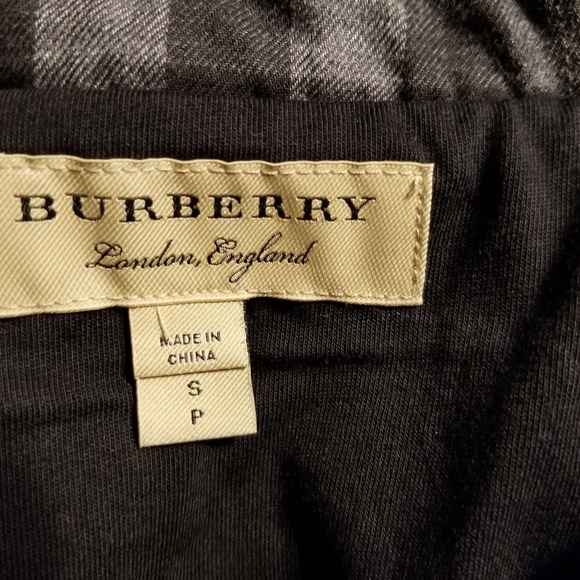 BURBERRY
London, England
MADE IN
CHINA
S
P